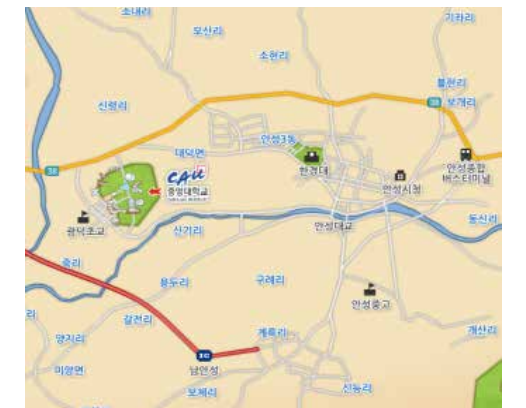 소내리
모산리
기좌리
소현리
신령리
38
불현리
보개리
안성3동
대덕면
38
CAU
중앙대학교
한경대
안성시청
안성종합
버스터미널
광덕초교
산기리
안성대교
동신리
죽리
용두리
구례리
안성중고
리
양지리
갈전리
계륵리
개산리
미양면
남안성
보체리
신동리